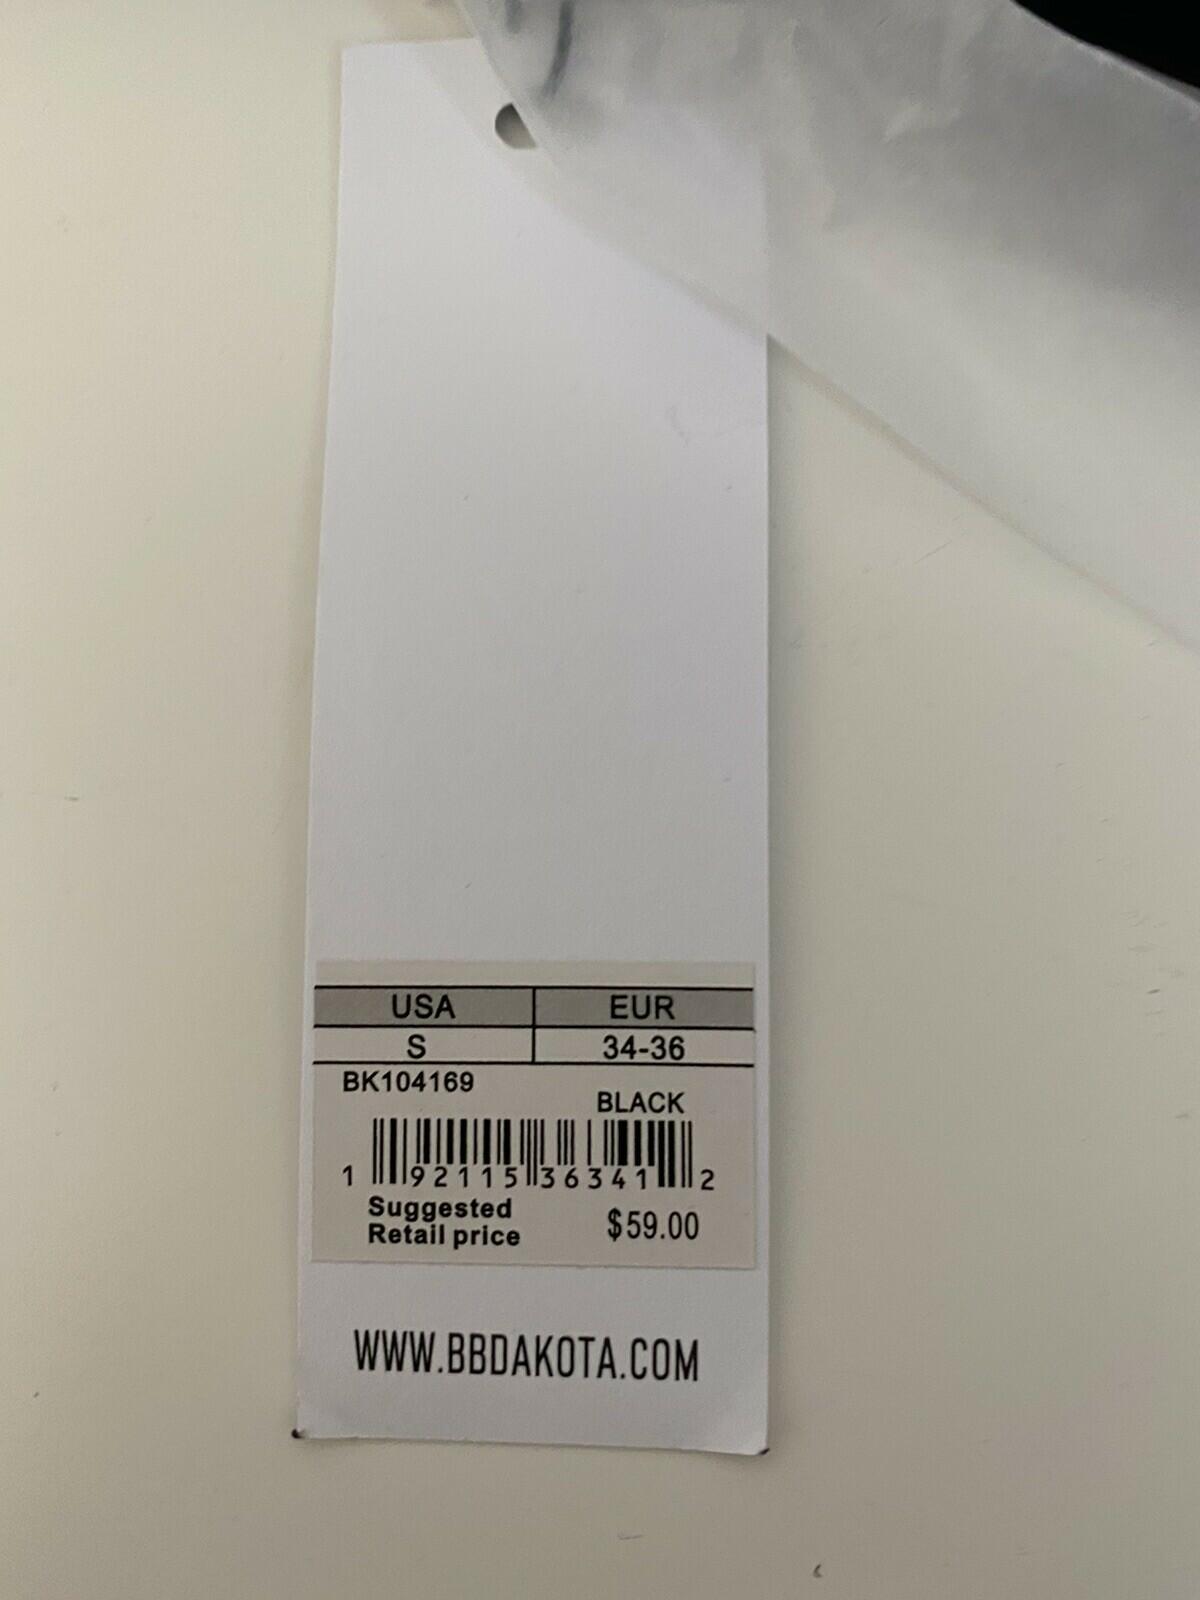 USA EUR
S 34-36
BK104169
BLACK
1 92115 36341 2
Suggested
Retail price $59.00
WWW.BBDAKOTA.COM